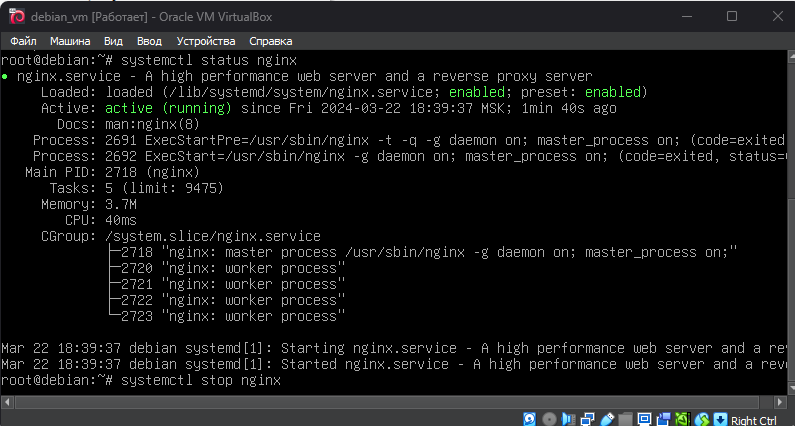 debian_vm [Работает] - Oracle VM VirtualBox
Файл Машина Вид Ввод Устройства Справка
root@debian:~# systemctl status nginx
● nginx.service - A high performance web server and a reverse proxy server
Loaded: loaded (/lib/systemd/system/nginx.service; enabled; preset: enabled)
Active: active (running) since Fri 2024-03-22 18:39:37 MSK; 1min 40s ago
Docs: man:nginx(8)
Process: 2691 ExecStartPre=/usr/sbin/nginx -t -q -g daemon on; master_process on; (code=exited
Process: 2692 ExecStart=/usr/sbin/nginx -g daemon on; master_process on; (code=exited, status=
Main PID: 2718 (nginx)
Tasks: 5 (limit: 9475)
Memory: 3.7M
CPU: 40ms
CGroup: /system.slice/nginx.service
├─2718 "nginx: master process /usr/sbin/nginx -g daemon on; master_process on;"
├─2720 "nginx: worker process"
├─2721 "nginx: worker process"
├─2722 "nginx: worker process"
└─2723 "nginx: worker process"
Mar 22 18:39:37 debian systemd[1]: Starting nginx.service - A high performance web server and a rev
Mar 22 18:39:37 debian systemd[1]: Started nginx.service - A high performance web server and a reve
root@debian:~# systemctl stop nginx
Right Ctrl